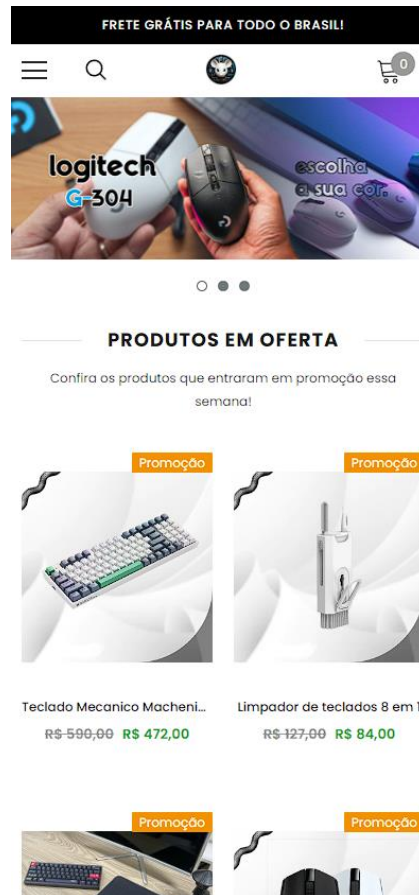 FRETE GRÁTIS PARA TODO O BRASIL!
0
logitech
G-304
escolha
a sua cor.
PRODUTOS EM OFERTA
Confira os produtos que entraram em promoção essa
semana!
Promoção
Promoção
Teclado Mecanico Macheni...
Limpador de teclados 8 em 1
R$ 590,00 R$ 472,00
R$ 127,00 R$ 84,00
Promoção
Promoção